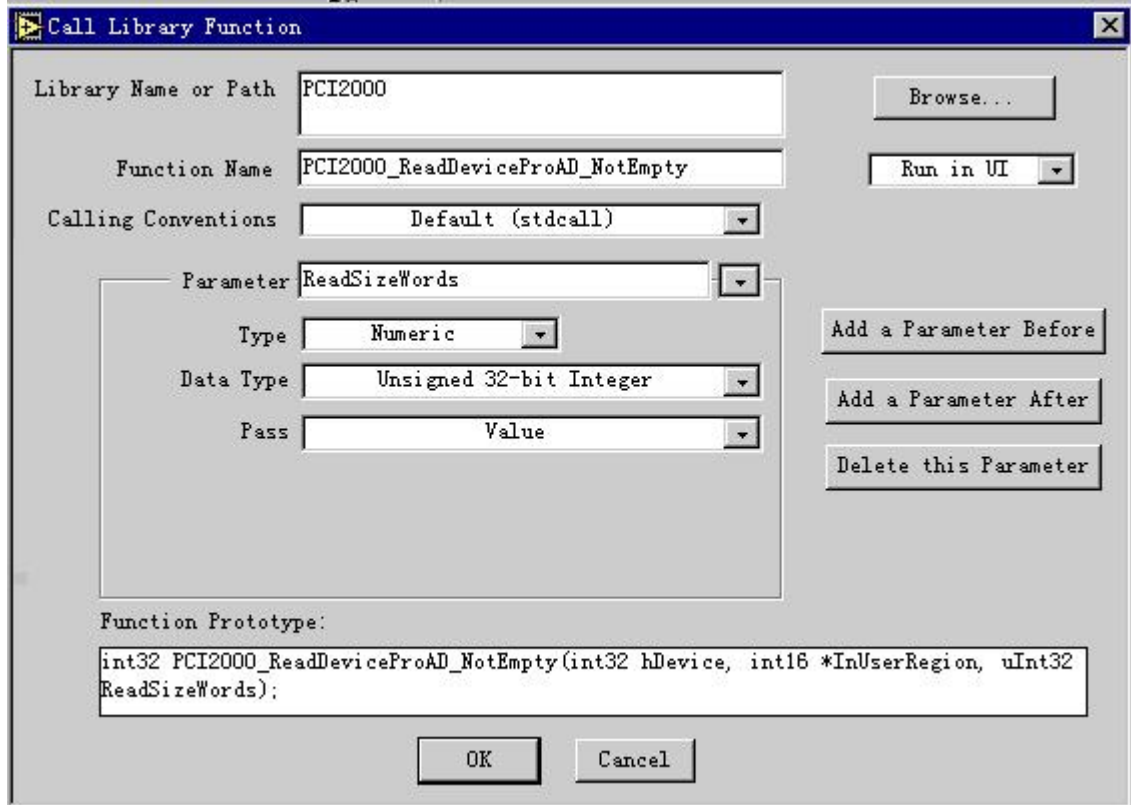 Call Library Function
Library Name or Path PCI2000 Browse...
Function Name PCI2000_ReadDeviceProAD_NotEmpty Run in UI
Calling Conventions Default (stdcall)
Parameter ReadSizeWords
Type Numeric Add a Parameter Before
Data Type Unsigned 32-bit Integer Add a Parameter After
Pass Value Delete this Parameter
Function Prototype:
int32 PCI2000_ReadDeviceProAD_NotEmpty(int32 hDevice, int16 *InUserRegion, uInt32
ReadSizeWords);
OK Cancel